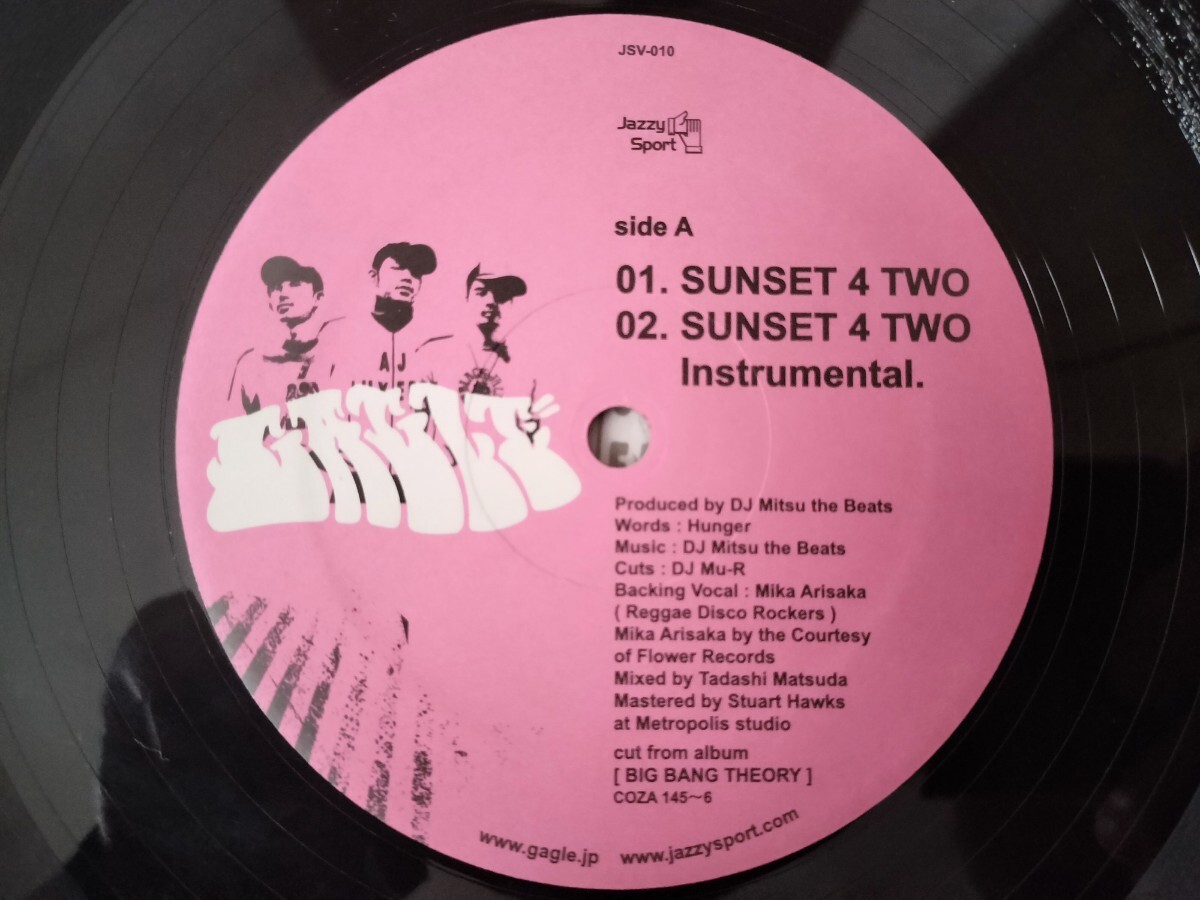 JSV-010
Jazzy
Sport
side A
01. SUNSET 4 TWO
02. SUNSET 4 TWO
Instrumental.
GAGLE
Produced by DJ Mitsu the Beats
Words : Hunger
Music : DJ Mitsu the Beats
Cuts : DJ Mu-R
Backing Vocal : Mika Arisaka
( Reggae Disco Rockers )
Mika Arisaka by the Courtesy
of Flower Records
Mixed by Tadashi Matsuda
Mastered by Stuart Hawks
at Metropolis studio
cut from album
[ BIG BANG THEORY ]
COZA 145~6
www.gagle.jp
www.jazzysport.com